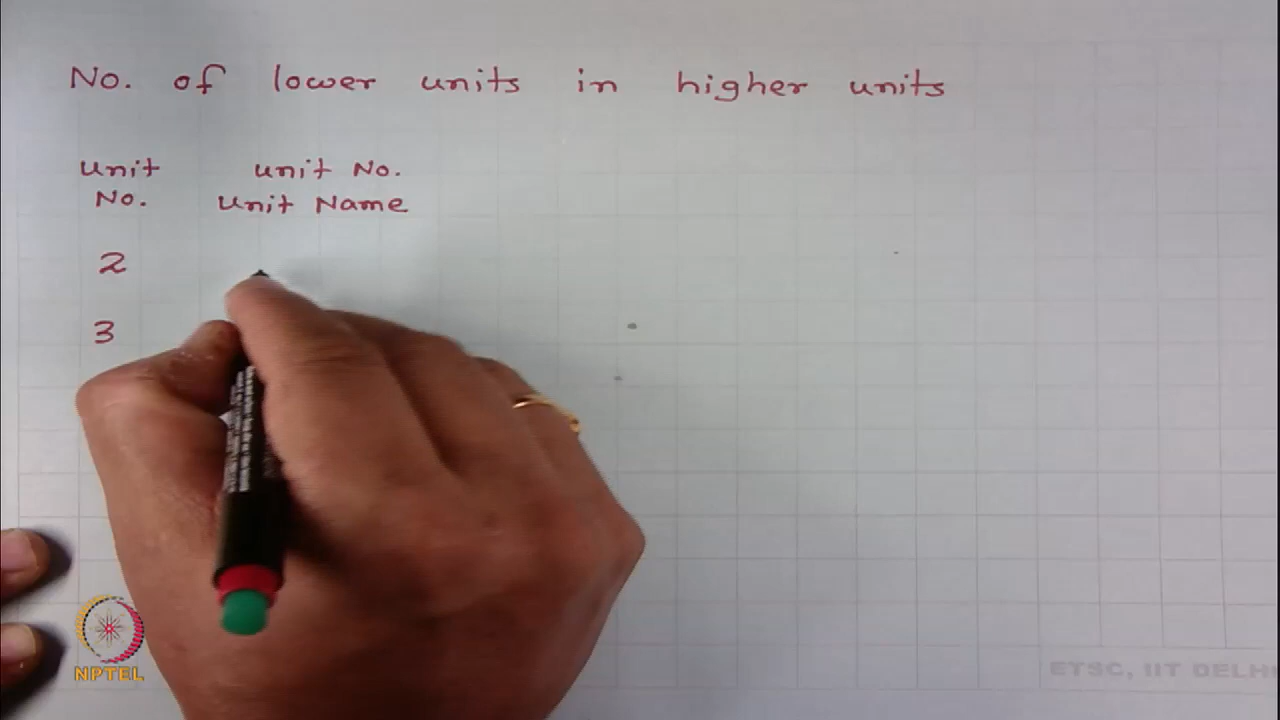 No. of lower units in higher units
Unit unit No.
No. Unit Name
2
3
NPTEL
ETSC, IIT DELHI